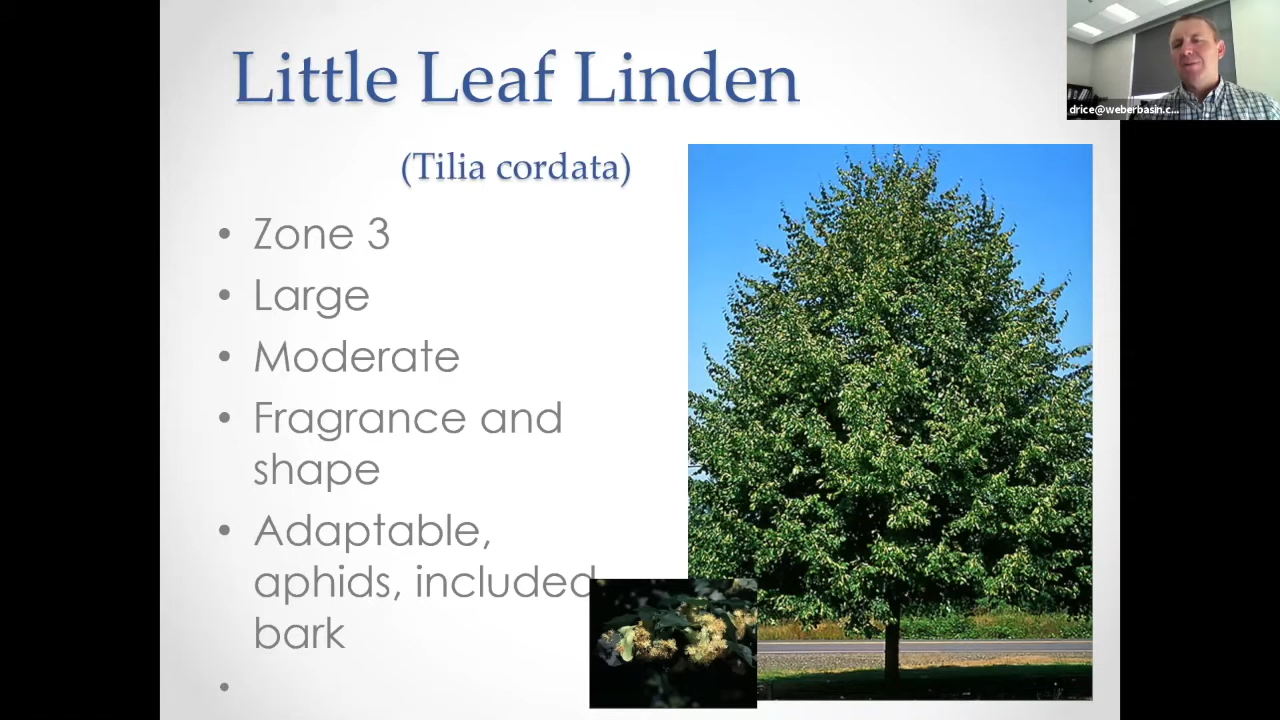 Little Leaf Linden
drice@weberbasin.c...
(Tilia cordata)
• Zone 3
• Large
• Moderate
• Fragrance and
shape
• Adaptable,
aphids, included
bark
•